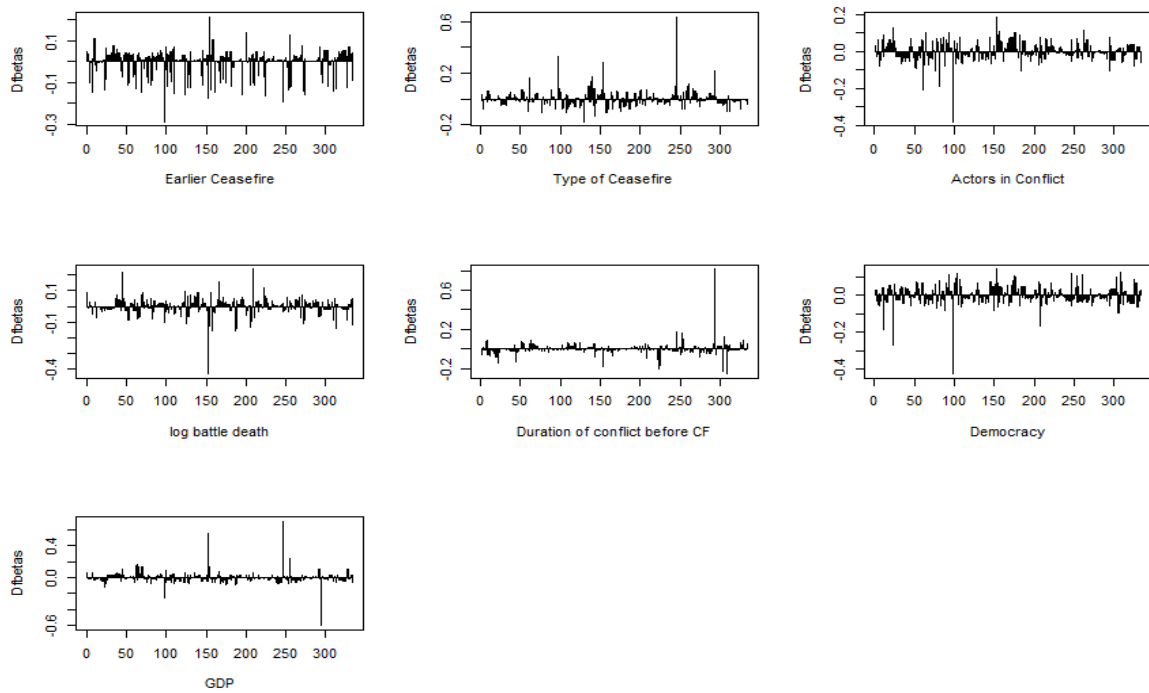 Dfbetas
0.1
-0.1
-0.3
0 50 100 150 200 250 300
Earlier Ceasefire
Dfbetas
0.6
0.2
-0.2
0 50 100 150 200 250 300
Type of Ceasefire
Dfbetas
0.2
0.0
-0.2
-0.4
0 50 100 150 200 250 300
Actors in Conflict
Dfbetas
0.1
-0.1
-0.4
0 50 100 150 200 250 300
log battle death
Dfbetas
0.6
0.2
-0.2
0 50 100 150 200 250 300
Duration of conflict before CF
Dfbetas
0.0
-0.2
-0.4
0 50 100 150 200 250 300
Democracy
Dfbetas
0.4
0.0
-0.6
0 50 100 150 200 250 300
GDP